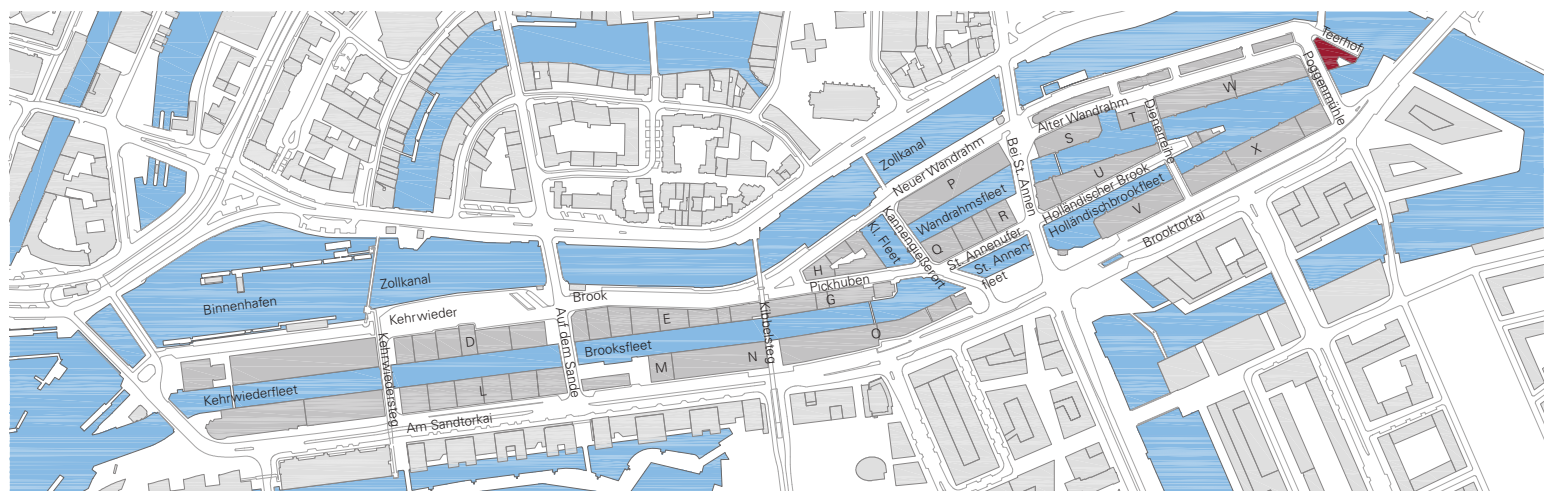 Teerhof
Poggenmühle
W
Alter Wandrahm
Dienerreihe
T
S
Zollkanal
Bei St. Annen
X
Neuer Wandrahm
U
P
Holländischer Brook
Holländischbrookfleet
Wandrahmsfleet
V
Kannengießerort
R
Brooktorkai
Kl. Fleet
Q
St. Annenufer
St. Annen-
fleet
H
Pickhuben
Zollkanal
Binnenhafen
Brook
G
Kehrwieder
E
Kibbelsteg
Auf dem Sande
D
O
Brooksfleet
N
M
Kehrwiedersteg
Kehrwiederfleet
L
Am Sandtorkai